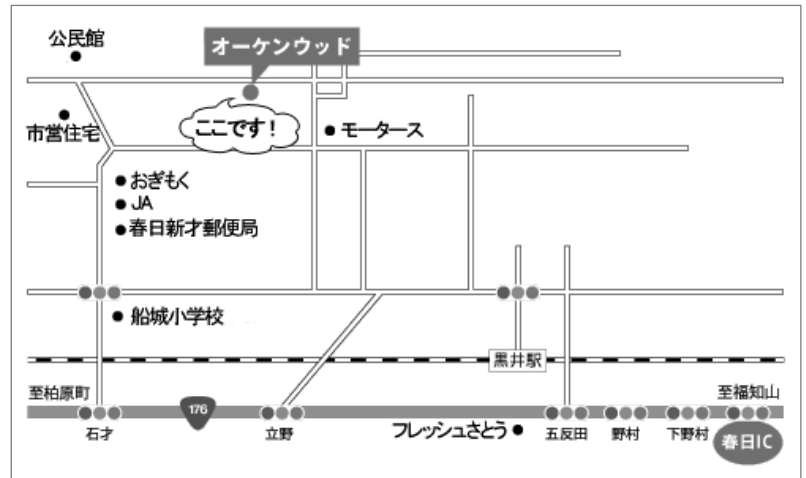 公民館
オーケンウッド
市営住宅
ここです！
モータース
おぎもく
JA
春日新才郵便局
船城小学校
黒井駅
至柏原町
至福知山
176
石才
立野
フレッシュさとう
五反田
野村
下野村
春日IC